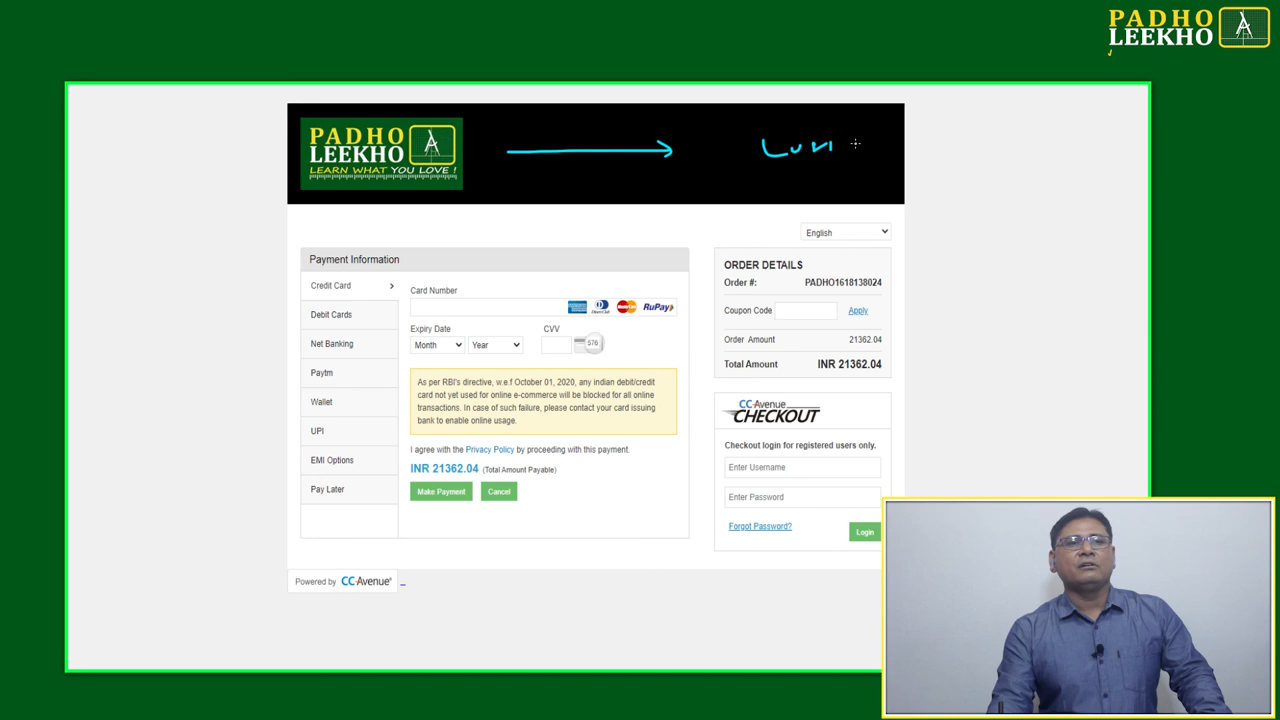 PADHO
LEEKHO
PADHO
LEEKHO
LEARN WHAT YOU LOVE !
English
Payment Information
Credit Card
Debit Cards
Net Banking
Paytm
Wallet
UPI
EMI Options
Pay Later
Card Number
RuPay
Expiry Date CVV
Month Year 576
As per RBI's directive, w.e.f October 01, 2020, any indian debit/credit
card not yet used for online e-commerce will be blocked for all online
transactions. In case of such failure, please contact your card issuing
bank to enable online usage.
I agree with the Privacy Policy by proceeding with this payment.
INR 21362.04 (Total Amount Payable)
Make Payment Cancel
ORDER DETAILS
Order #: PADHO1618138024
Coupon Code Apply
Order Amount 21362.04
Total Amount INR 21362.04
CCAvenue
CHECKOUT
Checkout login for registered users only.
Enter Username
Enter Password
Forgot Password? Login
Powered by CCAvenue